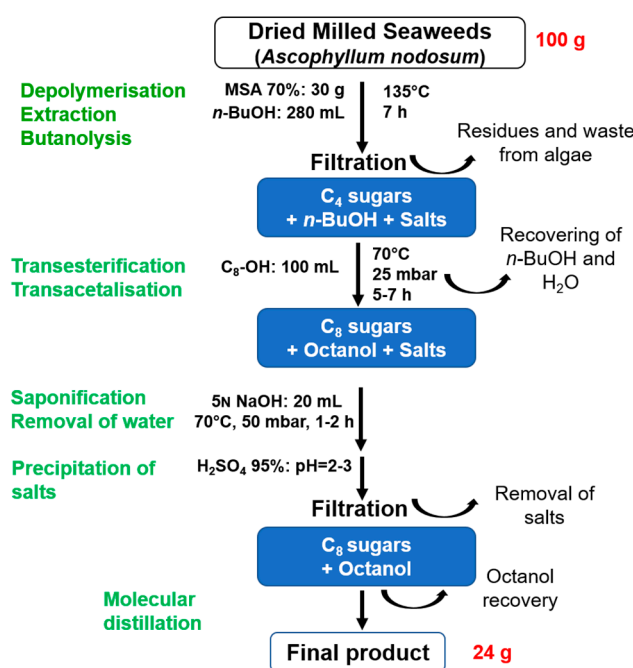 Dried Milled Seaweeds
(Ascophyllum nodosum)
100 g
Depolymerisation
Extraction
Butanolysis
MSA 70%: 30 g
n-BuOH: 280 mL
135°C
7 h
Filtration
Residues and waste
from algae
C₄ sugars
+ n-BuOH + Salts
Transesterification
Transacetalisation
C₈-OH: 100 mL
70°C
25 mbar
5-7 h
Recovering of
n-BuOH and
H₂O
C₈ sugars
+ Octanol + Salts
Saponification
Removal of water
5N NaOH: 20 mL
70°C, 50 mbar, 1-2 h
Precipitation of
salts
H₂SO₄ 95%: pH=2-3
Filtration
Removal of
salts
C₈ sugars
+ Octanol
Octanol
recovery
Molecular
distillation
Final product
24 g